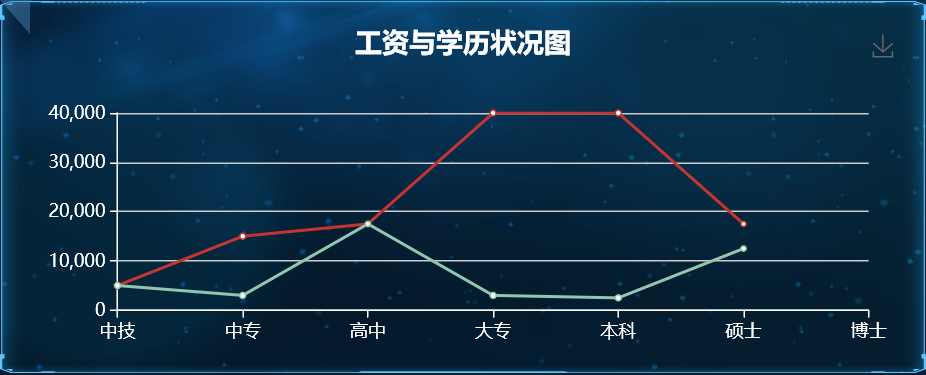 工资与学历状况图
40,000
30,000
20,000
10,000
0
中技 中专 高中 大专 本科 硕士 博士